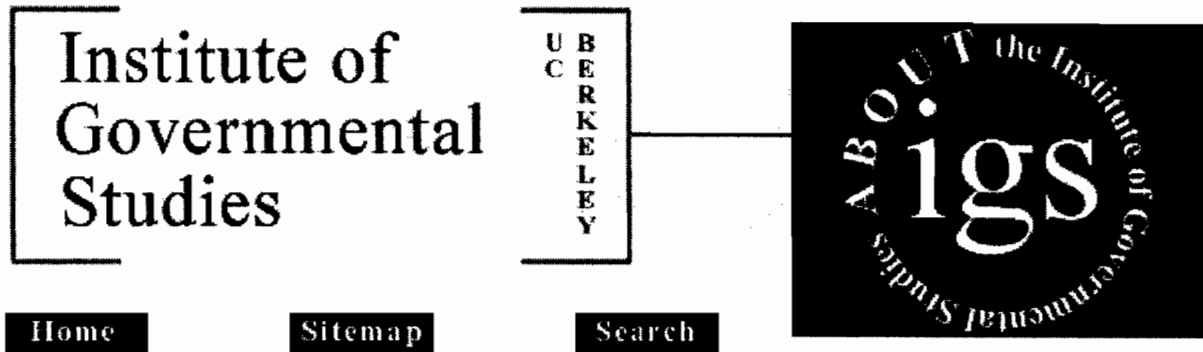 Institute of
Governmental
Studies
UC
BERKELEY
ABOUT the Institute of Governmental Studies
igs
Home
Sitemap
Search